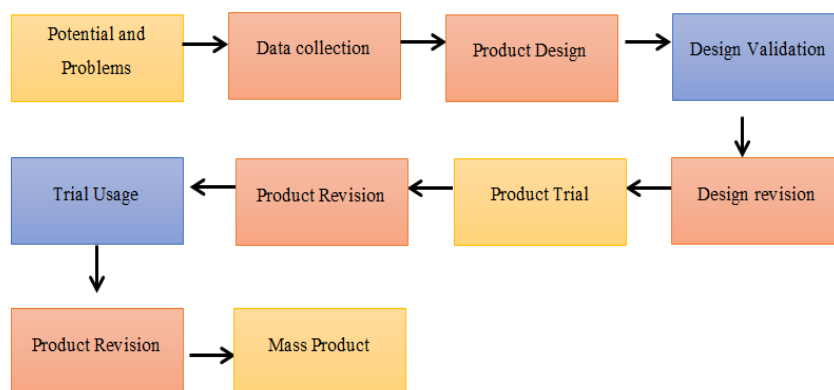 Potential and
Problems
Data collection
Product Design
Design Validation
Design revision
Product Trial
Product Revision
Trial Usage
Product Revision
Mass Product